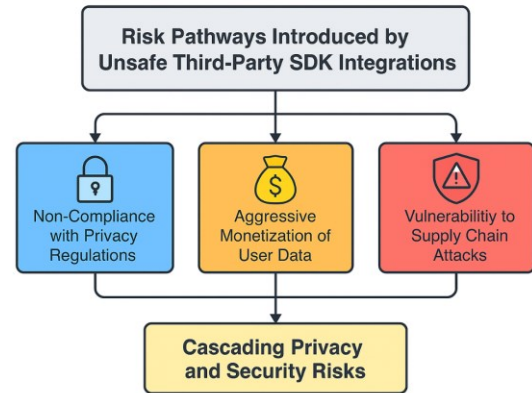 Risk Pathways Introduced by
Unsafe Third-Party SDK Integrations
Non-Compliance
with Privacy
Regulations
$
Aggressive
Monetization of
User Data
Vulnerabilitiy to
Supply Chain
Attacks
Cascading Privacy
and Security Risks